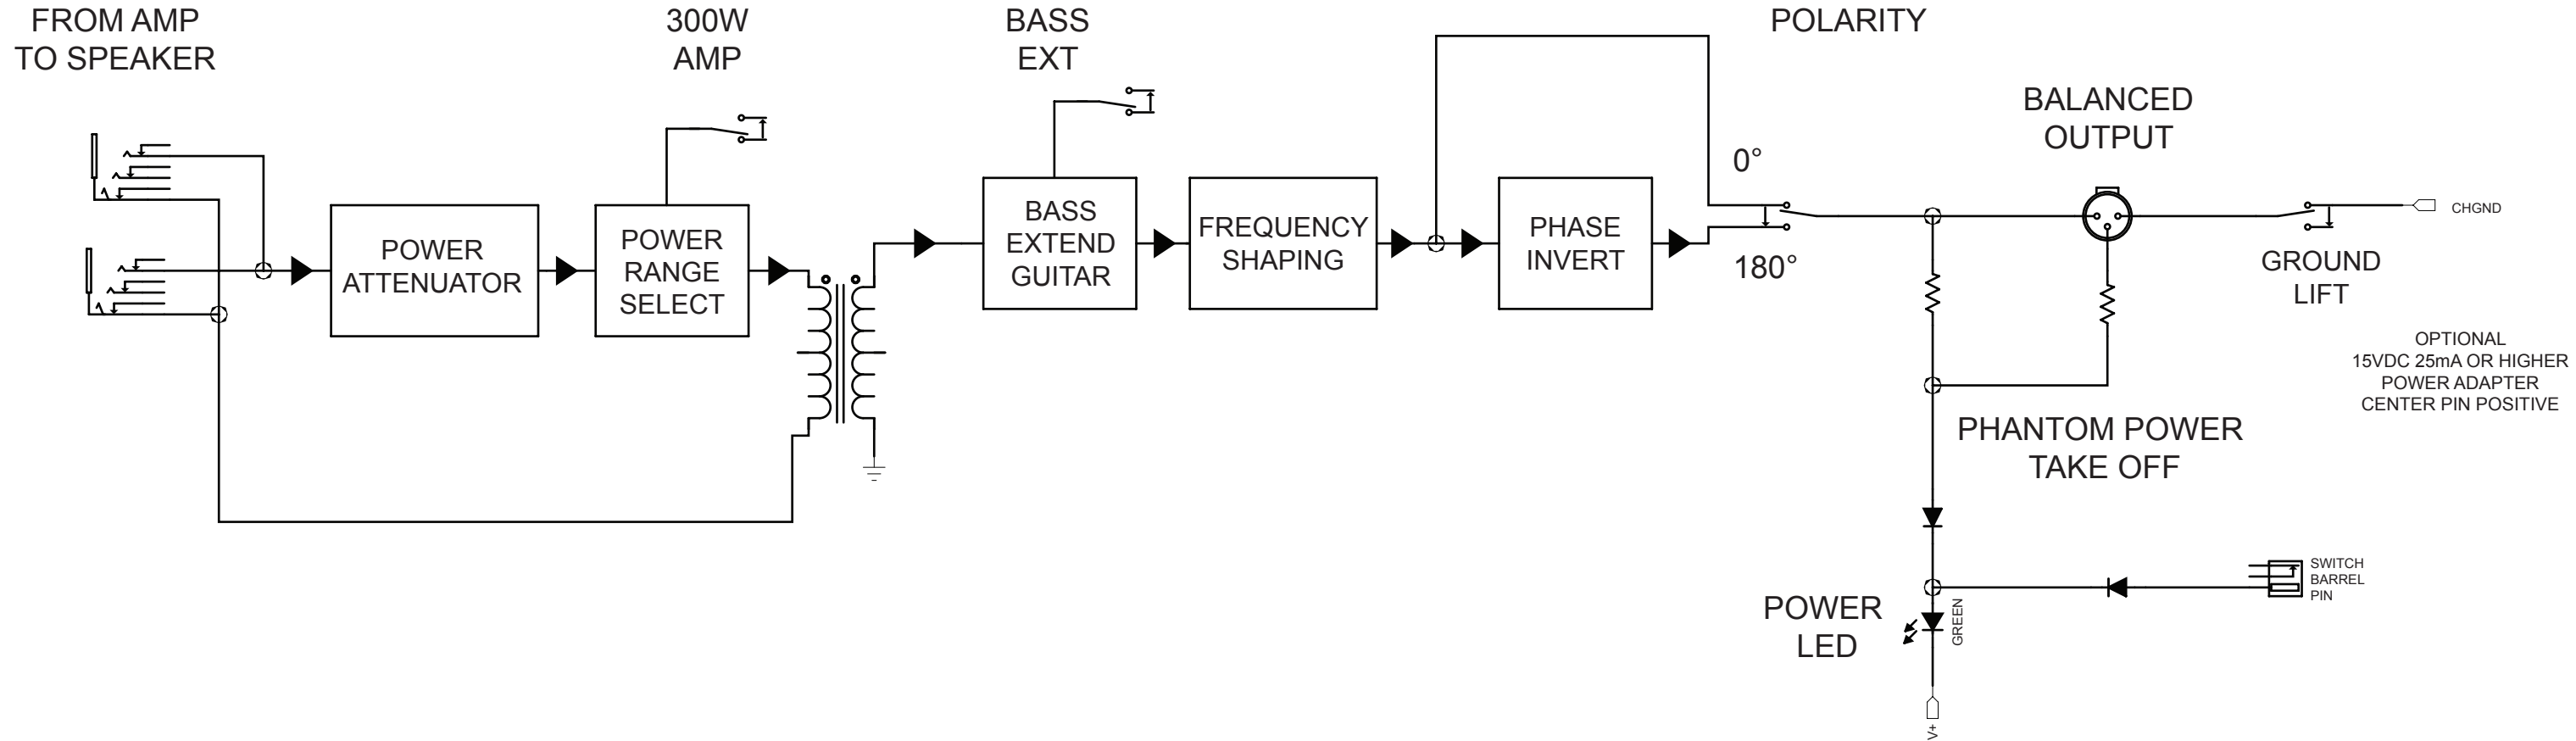 FROM AMP
TO SPEAKER
300W
AMP
BASS
EXT
POLARITY
BALANCED
OUTPUT
0°
180°
POWER
ATTENUATOR
POWER
RANGE
SELECT
BASS
EXTEND
GUITAR
FREQUENCY
SHAPING
PHASE
INVERT
CHGND
GROUND
LIFT
OPTIONAL
15VDC 25mA OR HIGHER
POWER ADAPTER
CENTER PIN POSITIVE
PHANTOM POWER
TAKE OFF
SWITCH
BARREL
PIN
POWER
LED
GREEN
V+